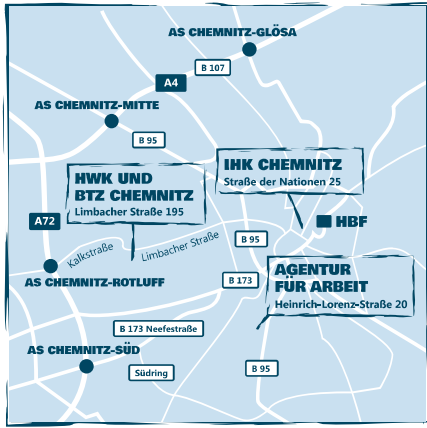 AS CHEMNITZ-GLÖSA
B 107
A4
AS CHEMNITZ-MITTE
B 95
IHK CHEMNITZ
Straße der Nationen 25
HWK UND
BTZ CHEMNITZ
Limbacher Straße 195
A72
HBF
Kalkstraße
Limbacher Straße
B 95
AS CHEMNITZ-ROTLUFF
B 173
AGENTUR
FÜR ARBEIT
Heinrich-Lorenz-Straße 20
B 173 Neefestraße
AS CHEMNITZ-SÜD
Südring
B 95